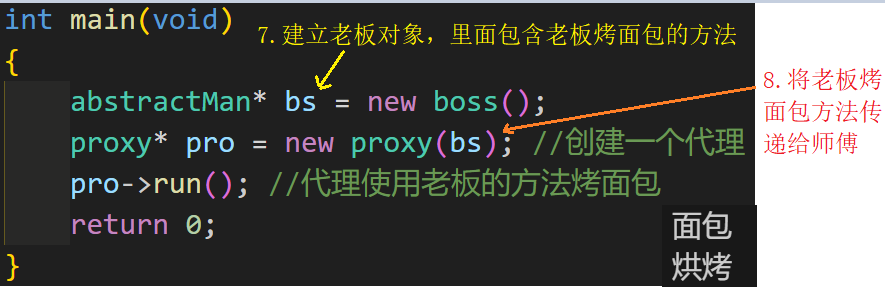 int main(void)
7.建立老板对象，里面包含老板烤面包的方法
{
abstractMan* bs = new boss();
8.将老板烤
面包方法传
递给师傅
proxy* pro = new proxy(bs); //创建一个代理
pro->run(); //代理使用老板的方法烤面包
return 0;
面包
烘烤
}